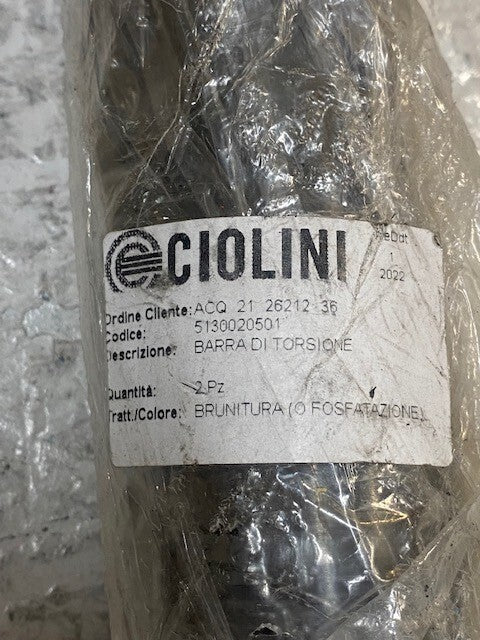 CIOLINI
1
2022
Ordine Cliente: ACQ 21 26212 36
Codice: 5130020501
Descrizione: BARRA DI TORSIONE
Quantità: 2 Pz
Tratt./Colore: BRUNITURA (O FOSFATAZIONE)